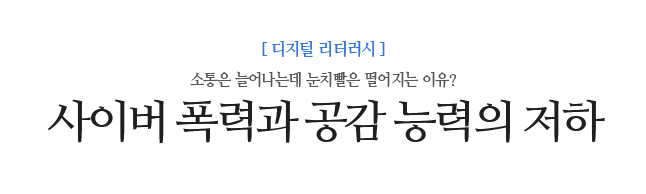 [ 디지털 리터러시 ]
소통은 늘어나는데 눈치빨은 떨어지는 이유?
사이버 폭력과 공감 능력의 저하